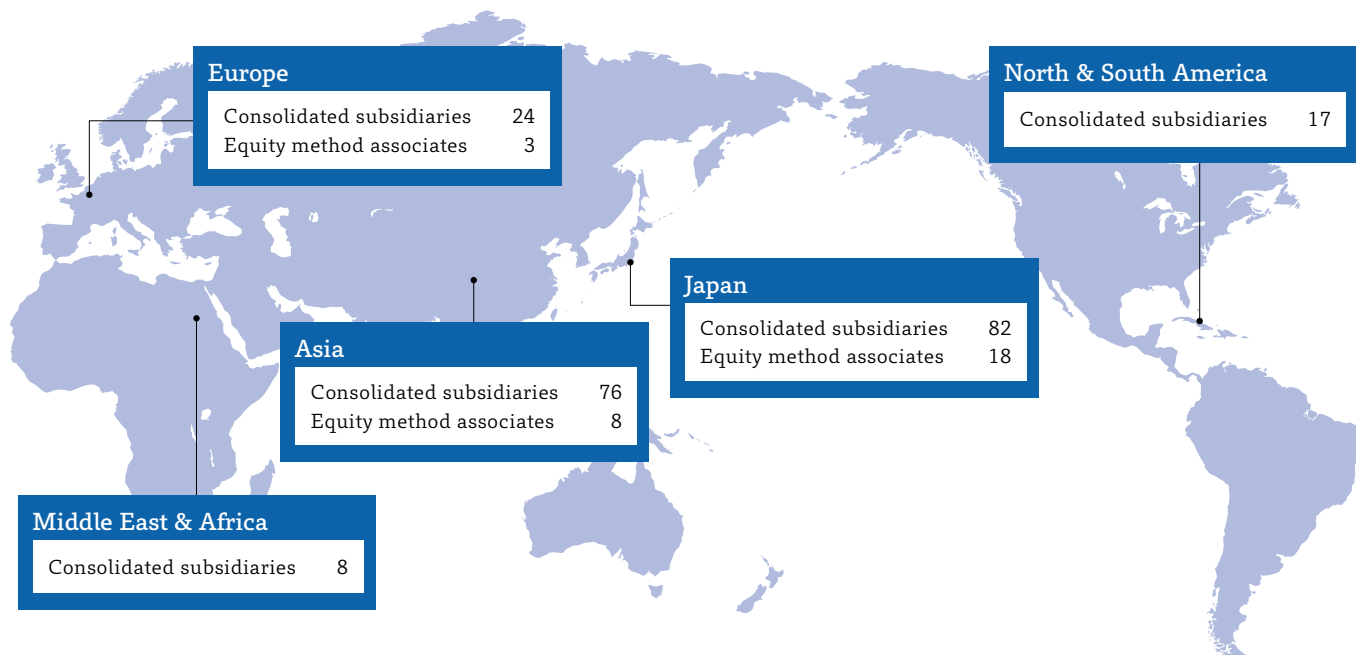 Europe
Consolidated subsidiaries 24
Equity method associates 3
North & South America
Consolidated subsidiaries 17
Japan
Consolidated subsidiaries 82
Equity method associates 18
Asia
Consolidated subsidiaries 76
Equity method associates 8
Middle East & Africa
Consolidated subsidiaries 8